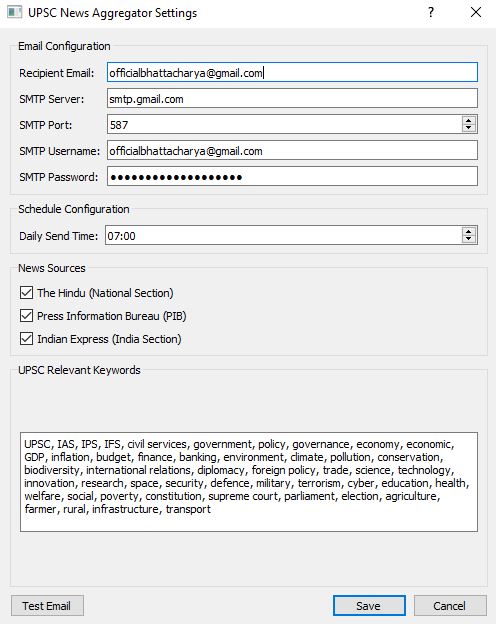 UPSC News Aggregator Settings
Email Configuration
Recipient Email: officialbhattacharya@gmail.com
SMTP Server: smtp.gmail.com
SMTP Port: 587
SMTP Username: officialbhattacharya@gmail.com
SMTP Password: ●●●●●●●●●●●●●●●●●●●
Schedule Configuration
Daily Send Time: 07:00
News Sources
The Hindu (National Section)
Press Information Bureau (PIB)
Indian Express (India Section)
UPSC Relevant Keywords
UPSC, IAS, IPS, IFS, civil services, government, policy, governance, economy, economic,
GDP, inflation, budget, finance, banking, environment, climate, pollution, conservation,
biodiversity, international relations, diplomacy, foreign policy, trade, science, technology,
innovation, research, space, security, defence, military, terrorism, cyber, education, health,
welfare, social, poverty, constitution, supreme court, parliament, election, agriculture,
farmer, rural, infrastructure, transport
Test Email Save Cancel